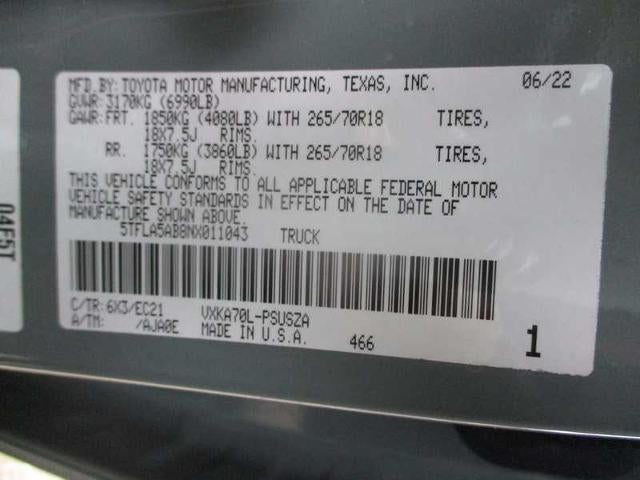 MFD.BY: TOYOTA MOTOR MANUFACTURING, TEXAS, INC. 06/22
GVWR: 3170KG (6990LB)
GAWR: FRT. 1850KG (4080LB) WITH 265/70R18 TIRES,
18X7.5J RIMS.
RR. 1750KG (3860LB) WITH 265/70R18 TIRES,
18X7.5J RIMS.
THIS VEHICLE CONFORMS TO ALL APPLICABLE FEDERAL MOTOR
VEHICLE SAFETY STANDARDS IN EFFECT ON THE DATE OF
MANUFACTURE SHOWN ABOVE.
5TFLA5AB8NX011043 TRUCK
C/TR: 6X3/EC21 VXKA70L-PSUSZA
A/TM: /AJA0E MADE IN U.S.A. 466 1
04F5T